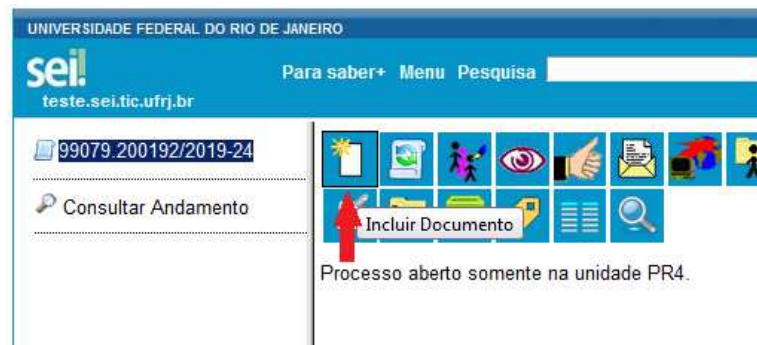 UNIVERSIDADE FEDERAL DO RIO DE JANEIRO
sei!
Para saber+ Menu Pesquisa
teste.sei.tic.ufrj.br
99079.200192/2019-24
Consultar Andamento
Incluir Documento
Processo aberto somente na unidade PR4.